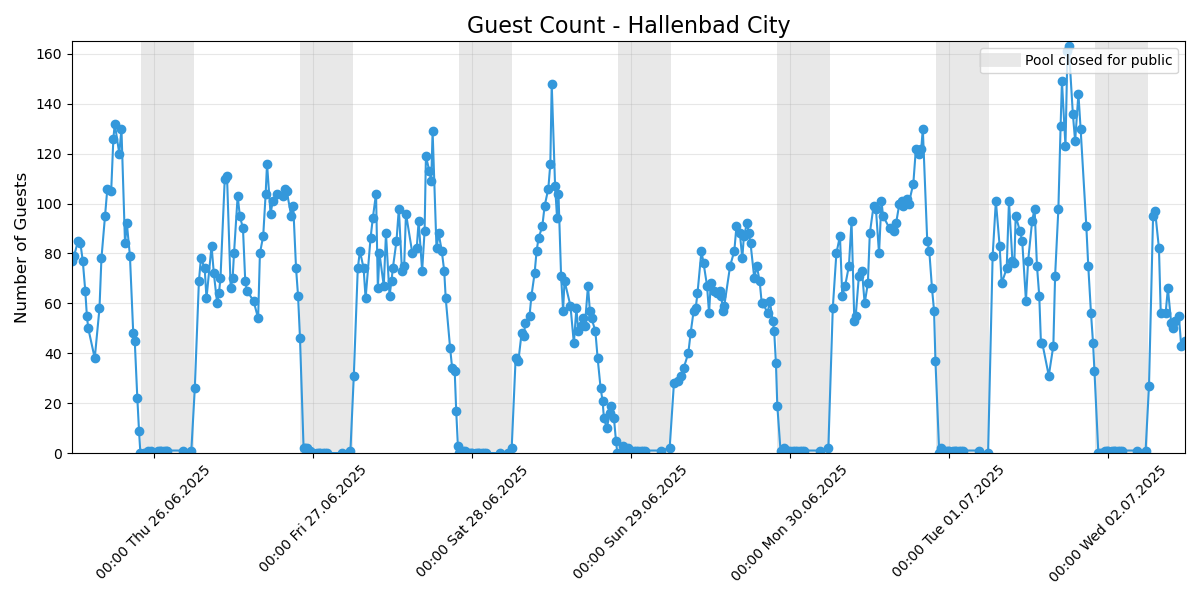 Guest Count - Hallenbad City
Pool closed for public
Number of Guests
160
140
120
100
80
60
40
20
0
00:00 Thu 26.06.2025
00:00 Fri 27.06.2025
00:00 Sat 28.06.2025
00:00 Sun 29.06.2025
00:00 Mon 30.06.2025
00:00 Tue 01.07.2025
00:00 Wed 02.07.2025